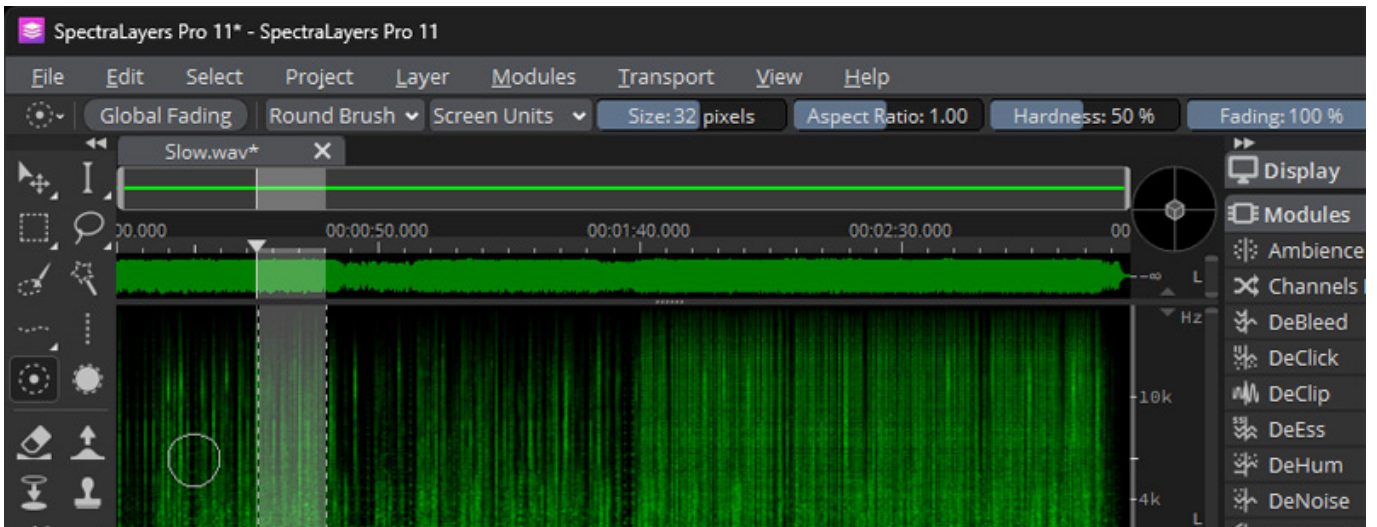 SpectraLayers Pro 11* - SpectraLayers Pro 11
File Edit Select Project Layer Modules Transport View Help
Global Fading Round Brush Screen Units Size: 32 pixels Aspect Ratio: 1.00 Hardness: 50 % Fading: 100 %
Slow.wav*
00.000 00:00:50.000 00:01:40.000 00:02:30.000 00
-∞ L
Hz
10k
4k
L
Display
Modules
Ambience
Channels
DeBleed
DeClick
DeClip
DeEss
DeHum
DeNoise